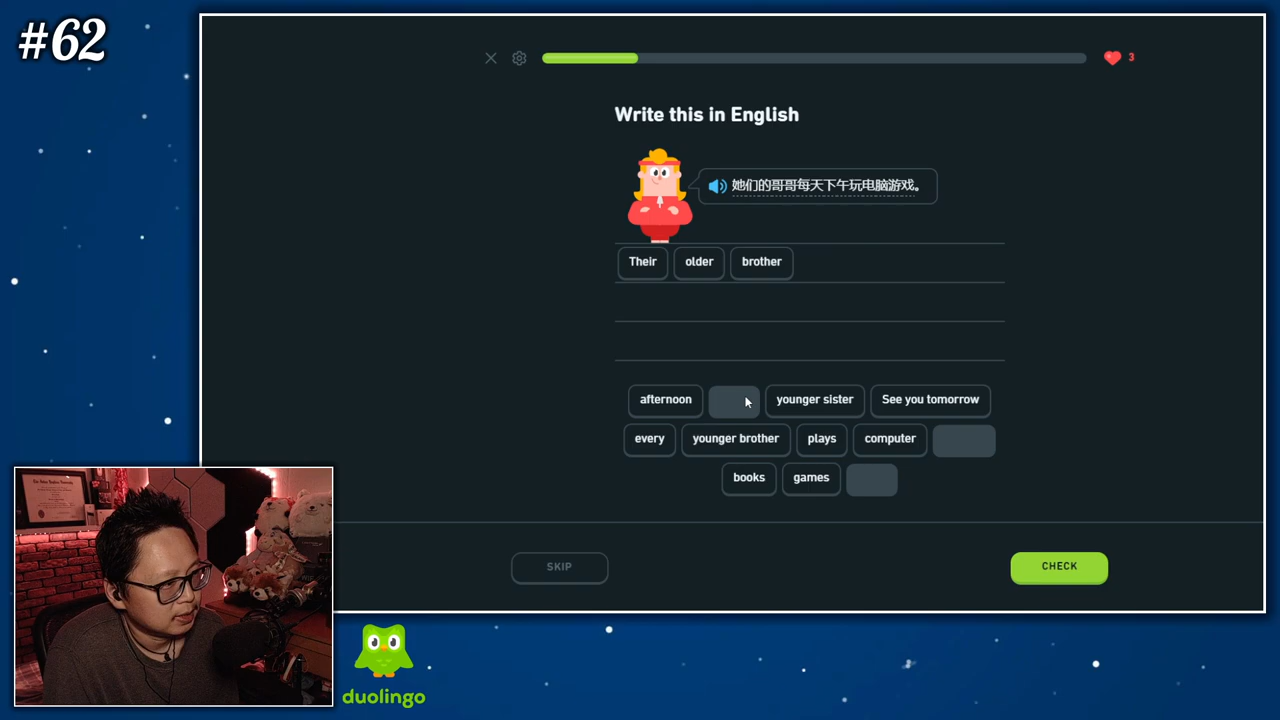 #62
3
Write this in English
她们的哥哥每天下午玩电脑游戏。
Their older brother
afternoon younger sister See you tomorrow
every younger brother plays computer
books games
SKIP CHECK
duolingo